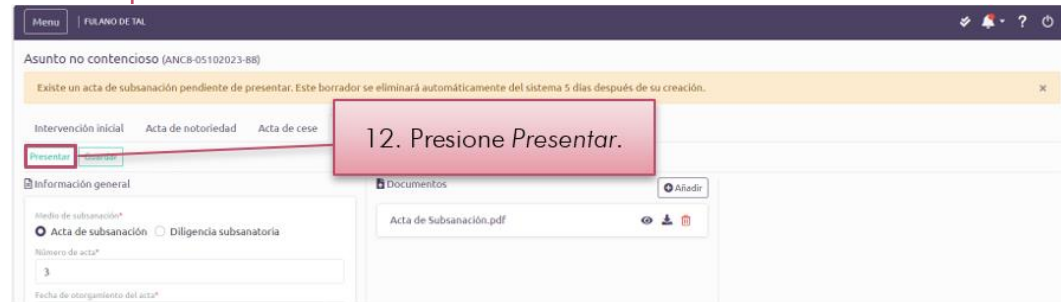 Menu | FULANO DE TAL
Asunto no contencioso (ANCB-05102023-88)
Existe un acta de subsanación pendiente de presentar. Este borrador se eliminará automáticamente del sistema 5 días después de su creación.
Intervención inicial Acta de notoriedad Acta de cese
12. Presione Presentar.
Presentar Guardar
Información general
Documentos
Añadir
Medio de subsanación*
Acta de subsanación Diligencia subsanatoria
Acta de Subsanación.pdf
Número de acta*
3
Fecha de otorgamiento del acta*